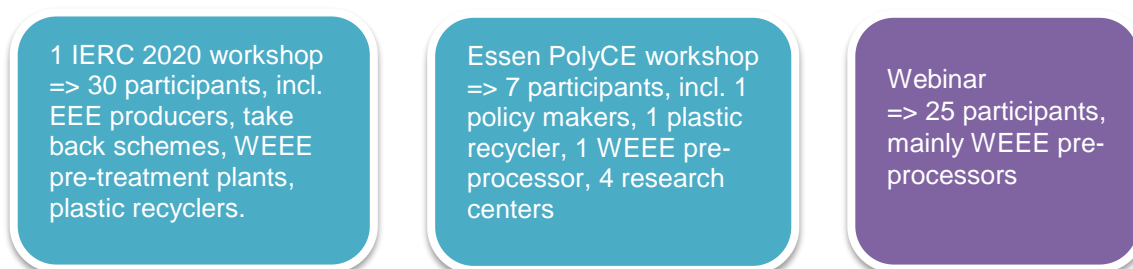 1 IERC 2020 workshop
=> 30 participants, incl.
EEE producers, take
back schemes, WEEE
pre-treatment plants,
plastic recyclers.
Essen PolyCE workshop
=> 7 participants, incl. 1
policy makers, 1 plastic
recycler, 1 WEEE pre-
processor, 4 research
centers
Webinar
=> 25 participants,
mainly WEEE pre-
processors